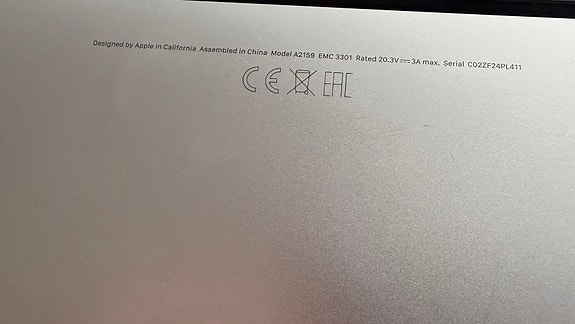 Designed by Apple in California Assembled in China Model A2159 EMC 3301 Rated 20.3V⎓3A max. Serial C02ZF24PL411
CE EAC